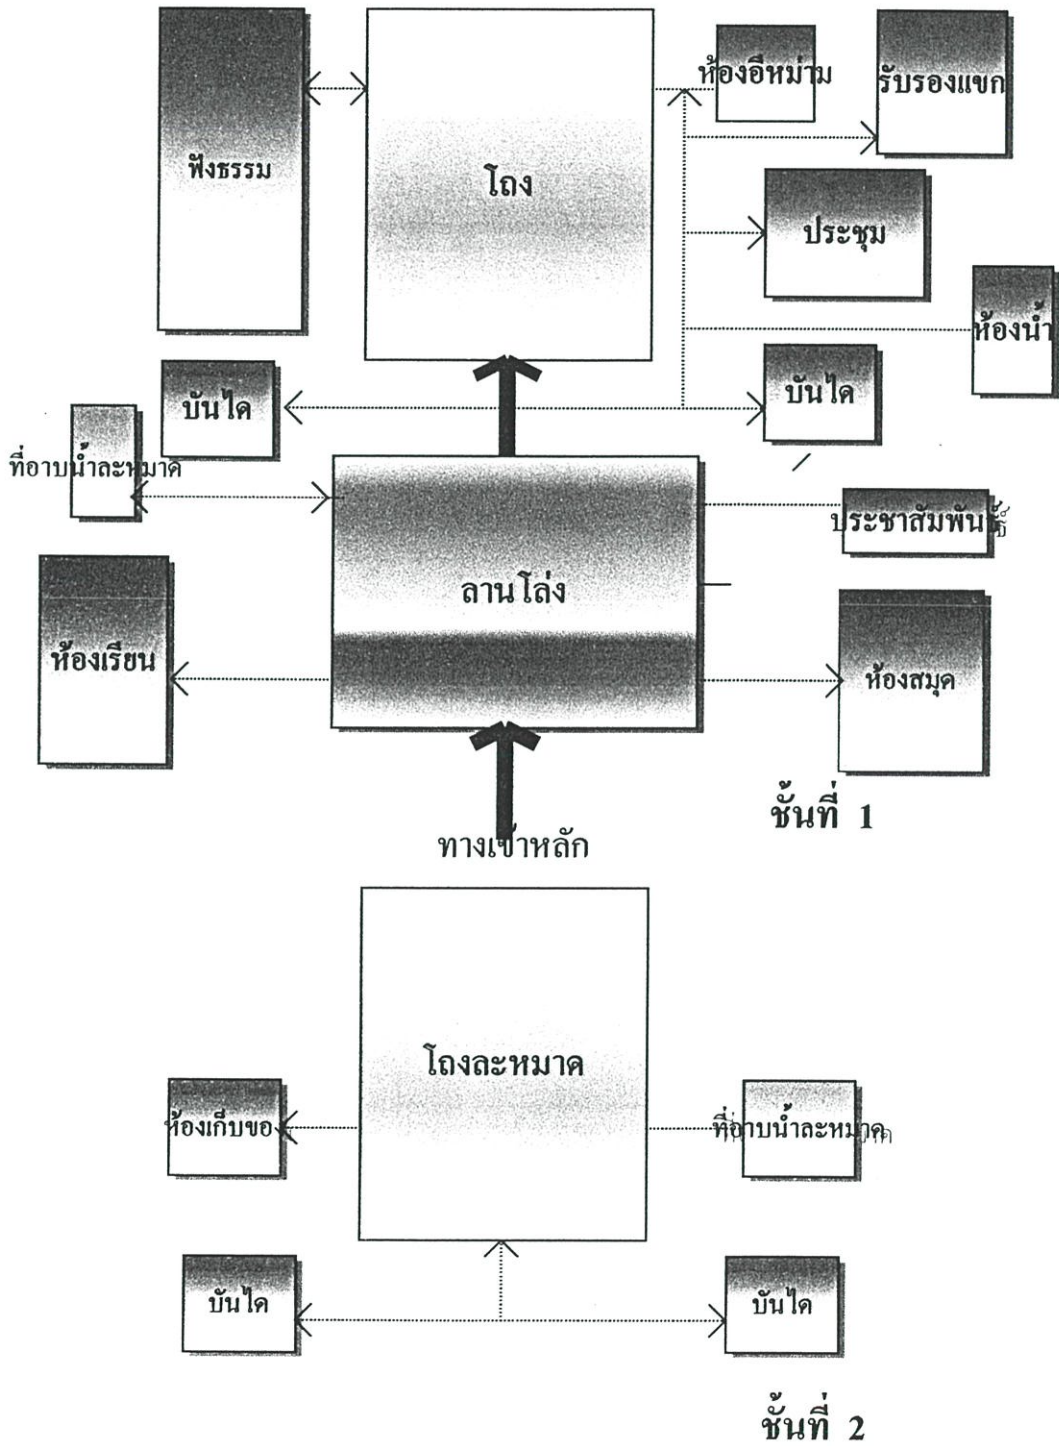 ห้องอีหม่าม
รับรองแขก
ฟังธรรม
โถง
ประชุม
ห้องน้ำ
บันได
บันได
ที่อาบน้ำละหมาด
ประชาสัมพันธ์
ลานโล่ง
ห้องเรียน
ห้องสมุด
ชั้นที่ 1
ทางเข้าหลัก
โถงละหมาด
ห้องเก็บขอ
ที่อาบน้ำละหมาด
บันได
บันได
ชั้นที่ 2